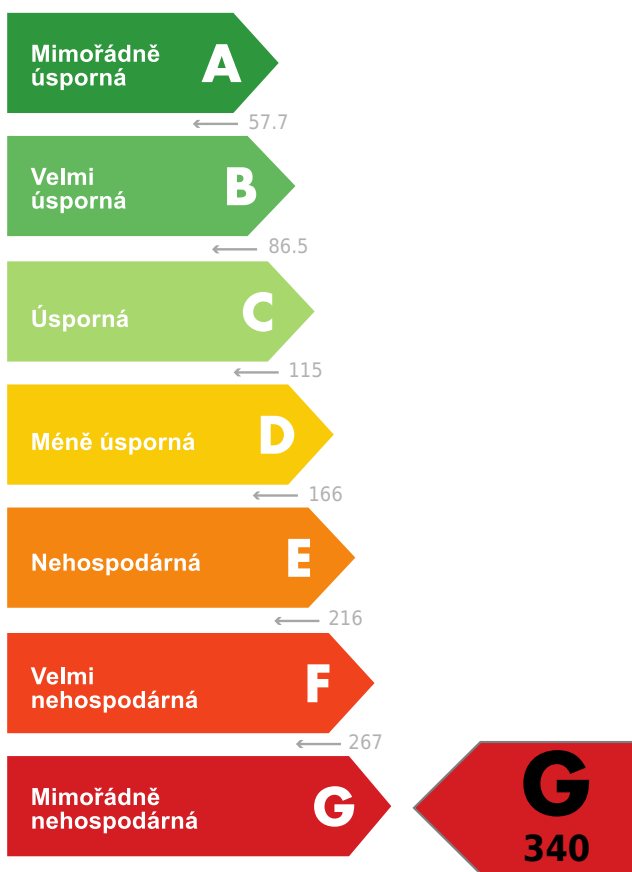 Mimořádně
úsporná
A
← 57.7
Velmi
úsporná
B
← 86.5
Úsporná C
← 115
Méně úsporná D
← 166
Nehospodárná E
← 216
Velmi
nehospodárná
F
← 267
Mimořádně
nehospodárná
G
G
340